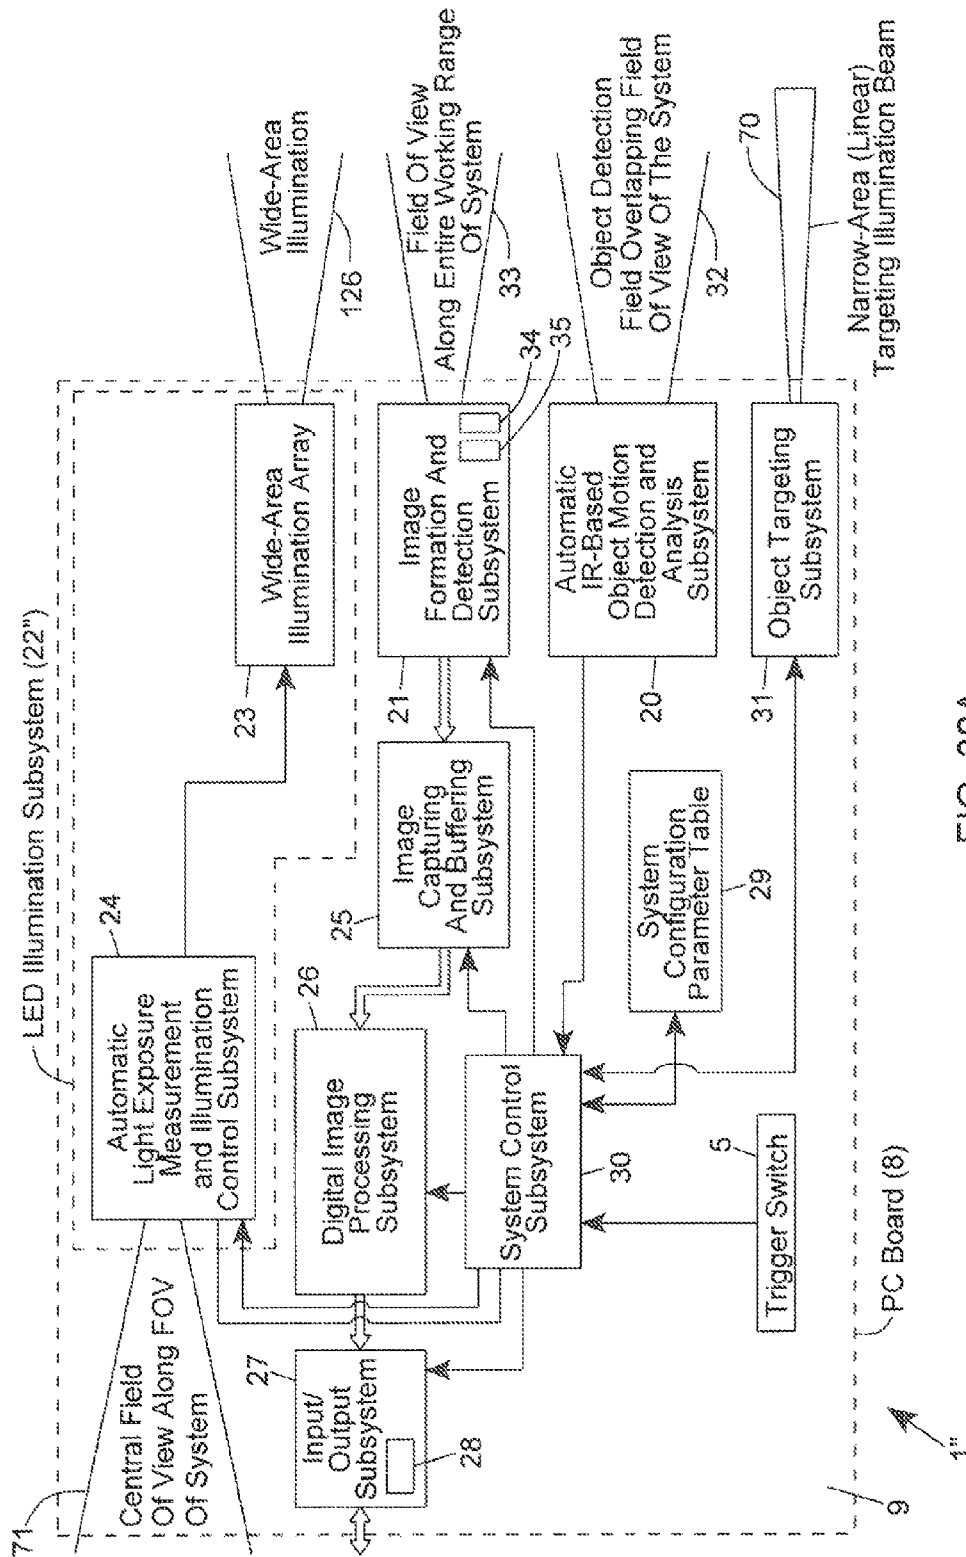 71
LED Illumination Subsystem (22")
Central Field
Of View Along FOV
Of System
Automatic
Light Exposure
Measurement
and Illumination
Control Subsystem
24
23
Wide-Area
Illumination Array
Wide-Area
Illumination
126
27
Input/
Output
Subsystem
28
Digital Image
Processing
Subsystem
26
25
Image
Capturing
And Buffering
Subsystem
21
Image
Formation And
Detection
Subsystem
34
35
Field Of View
Along Entire Working Range
Of System
33
System Control
Subsystem
30
Automatic
IR-Based
Object Motion
Detection and
Analysis
Subsystem
20
Object Detection
Field Overlapping Field
Of View Of The System
32
System
Configuration
Parameter Table
29
5
Trigger Switch
31
Object Targeting
Subsystem
70
Narrow-Area (Linear)
Targeting Illumination Beam
9
PC Board (8)
1"